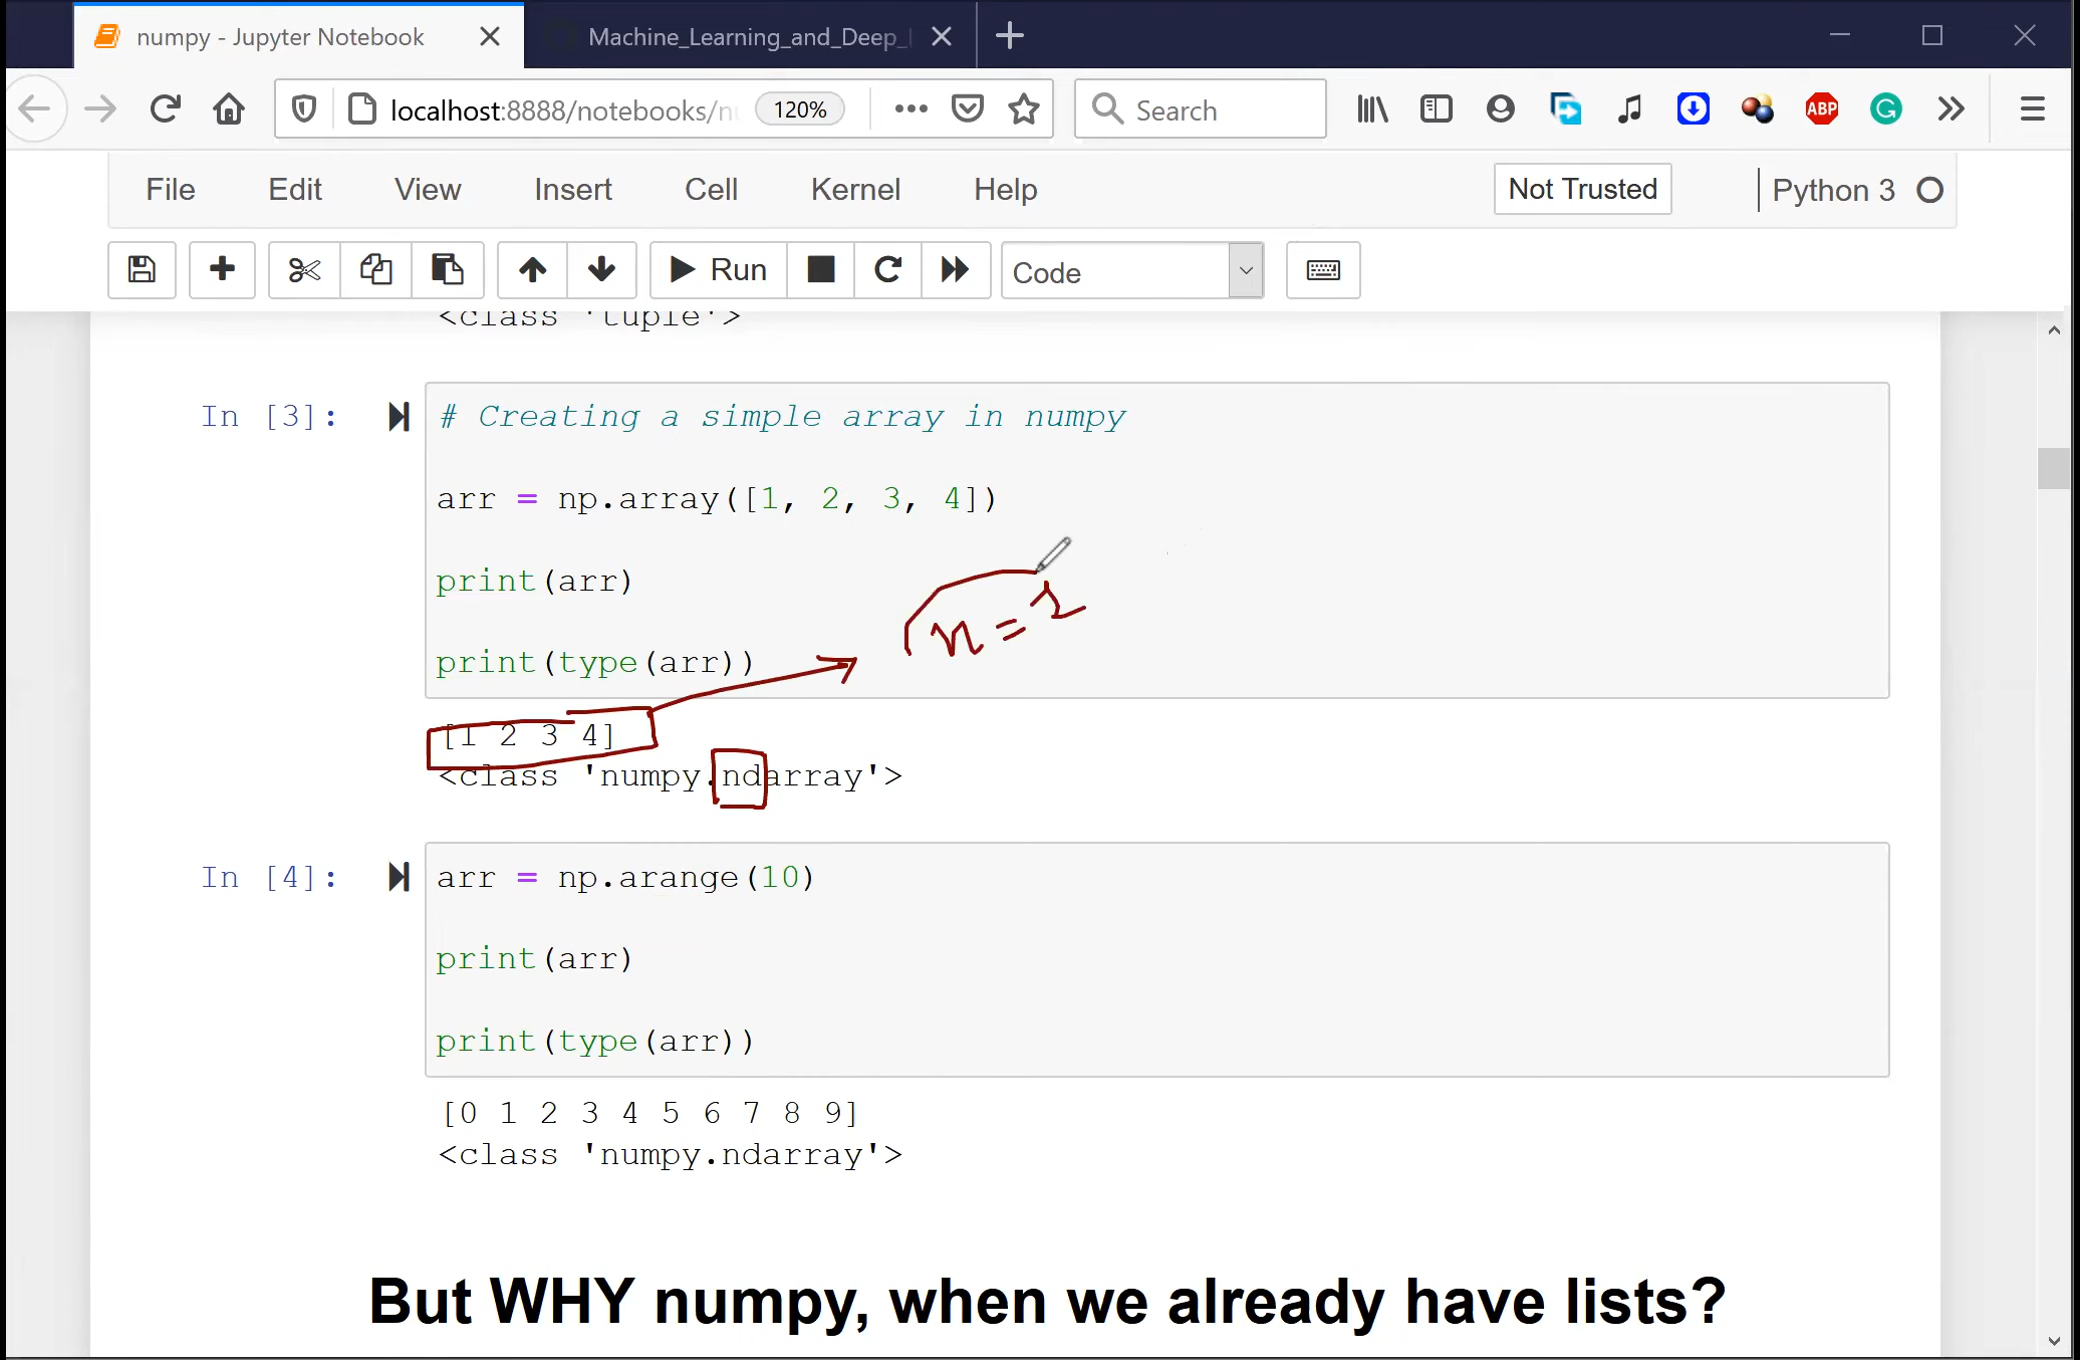 numpy - Jupyter Notebook
Machine_Learning_and_Deep_
localhost:8888/notebooks/n
120%
Search
ABP
File Edit View Insert Cell Kernel Help
Not Trusted
Python 3
Run
Code
<class 'tuple'>
In [3]:
# Creating a simple array in numpy
arr = np.array([1, 2, 3, 4])
print(arr)
n = 1
print(type(arr))
[1 2 3 4]
<class 'numpy.ndarray'>
In [4]:
arr = np.arange(10)
print(arr)
print(type(arr))
[0 1 2 3 4 5 6 7 8 9]
<class 'numpy.ndarray'>
But WHY numpy, when we already have lists?